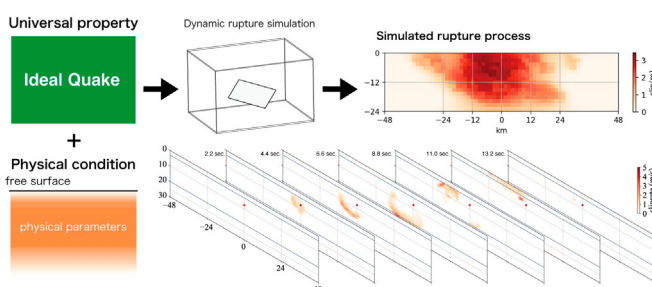 Universal property
Ideal Quake
+
Physical condition
free surface
physical parameters
Dynamic rupture simulation
Simulated rupture process
0
−12
−24
−48
−24
−12
0
12
24
48
km
3
2
1
0
slip(m)
2.2 sec.
4.4 sec.
6.6 sec.
8.8 sec.
11.0 sec.
13.2 sec.
0
10
20
30
−48
−24
0
24
5
4
3
2
1
0